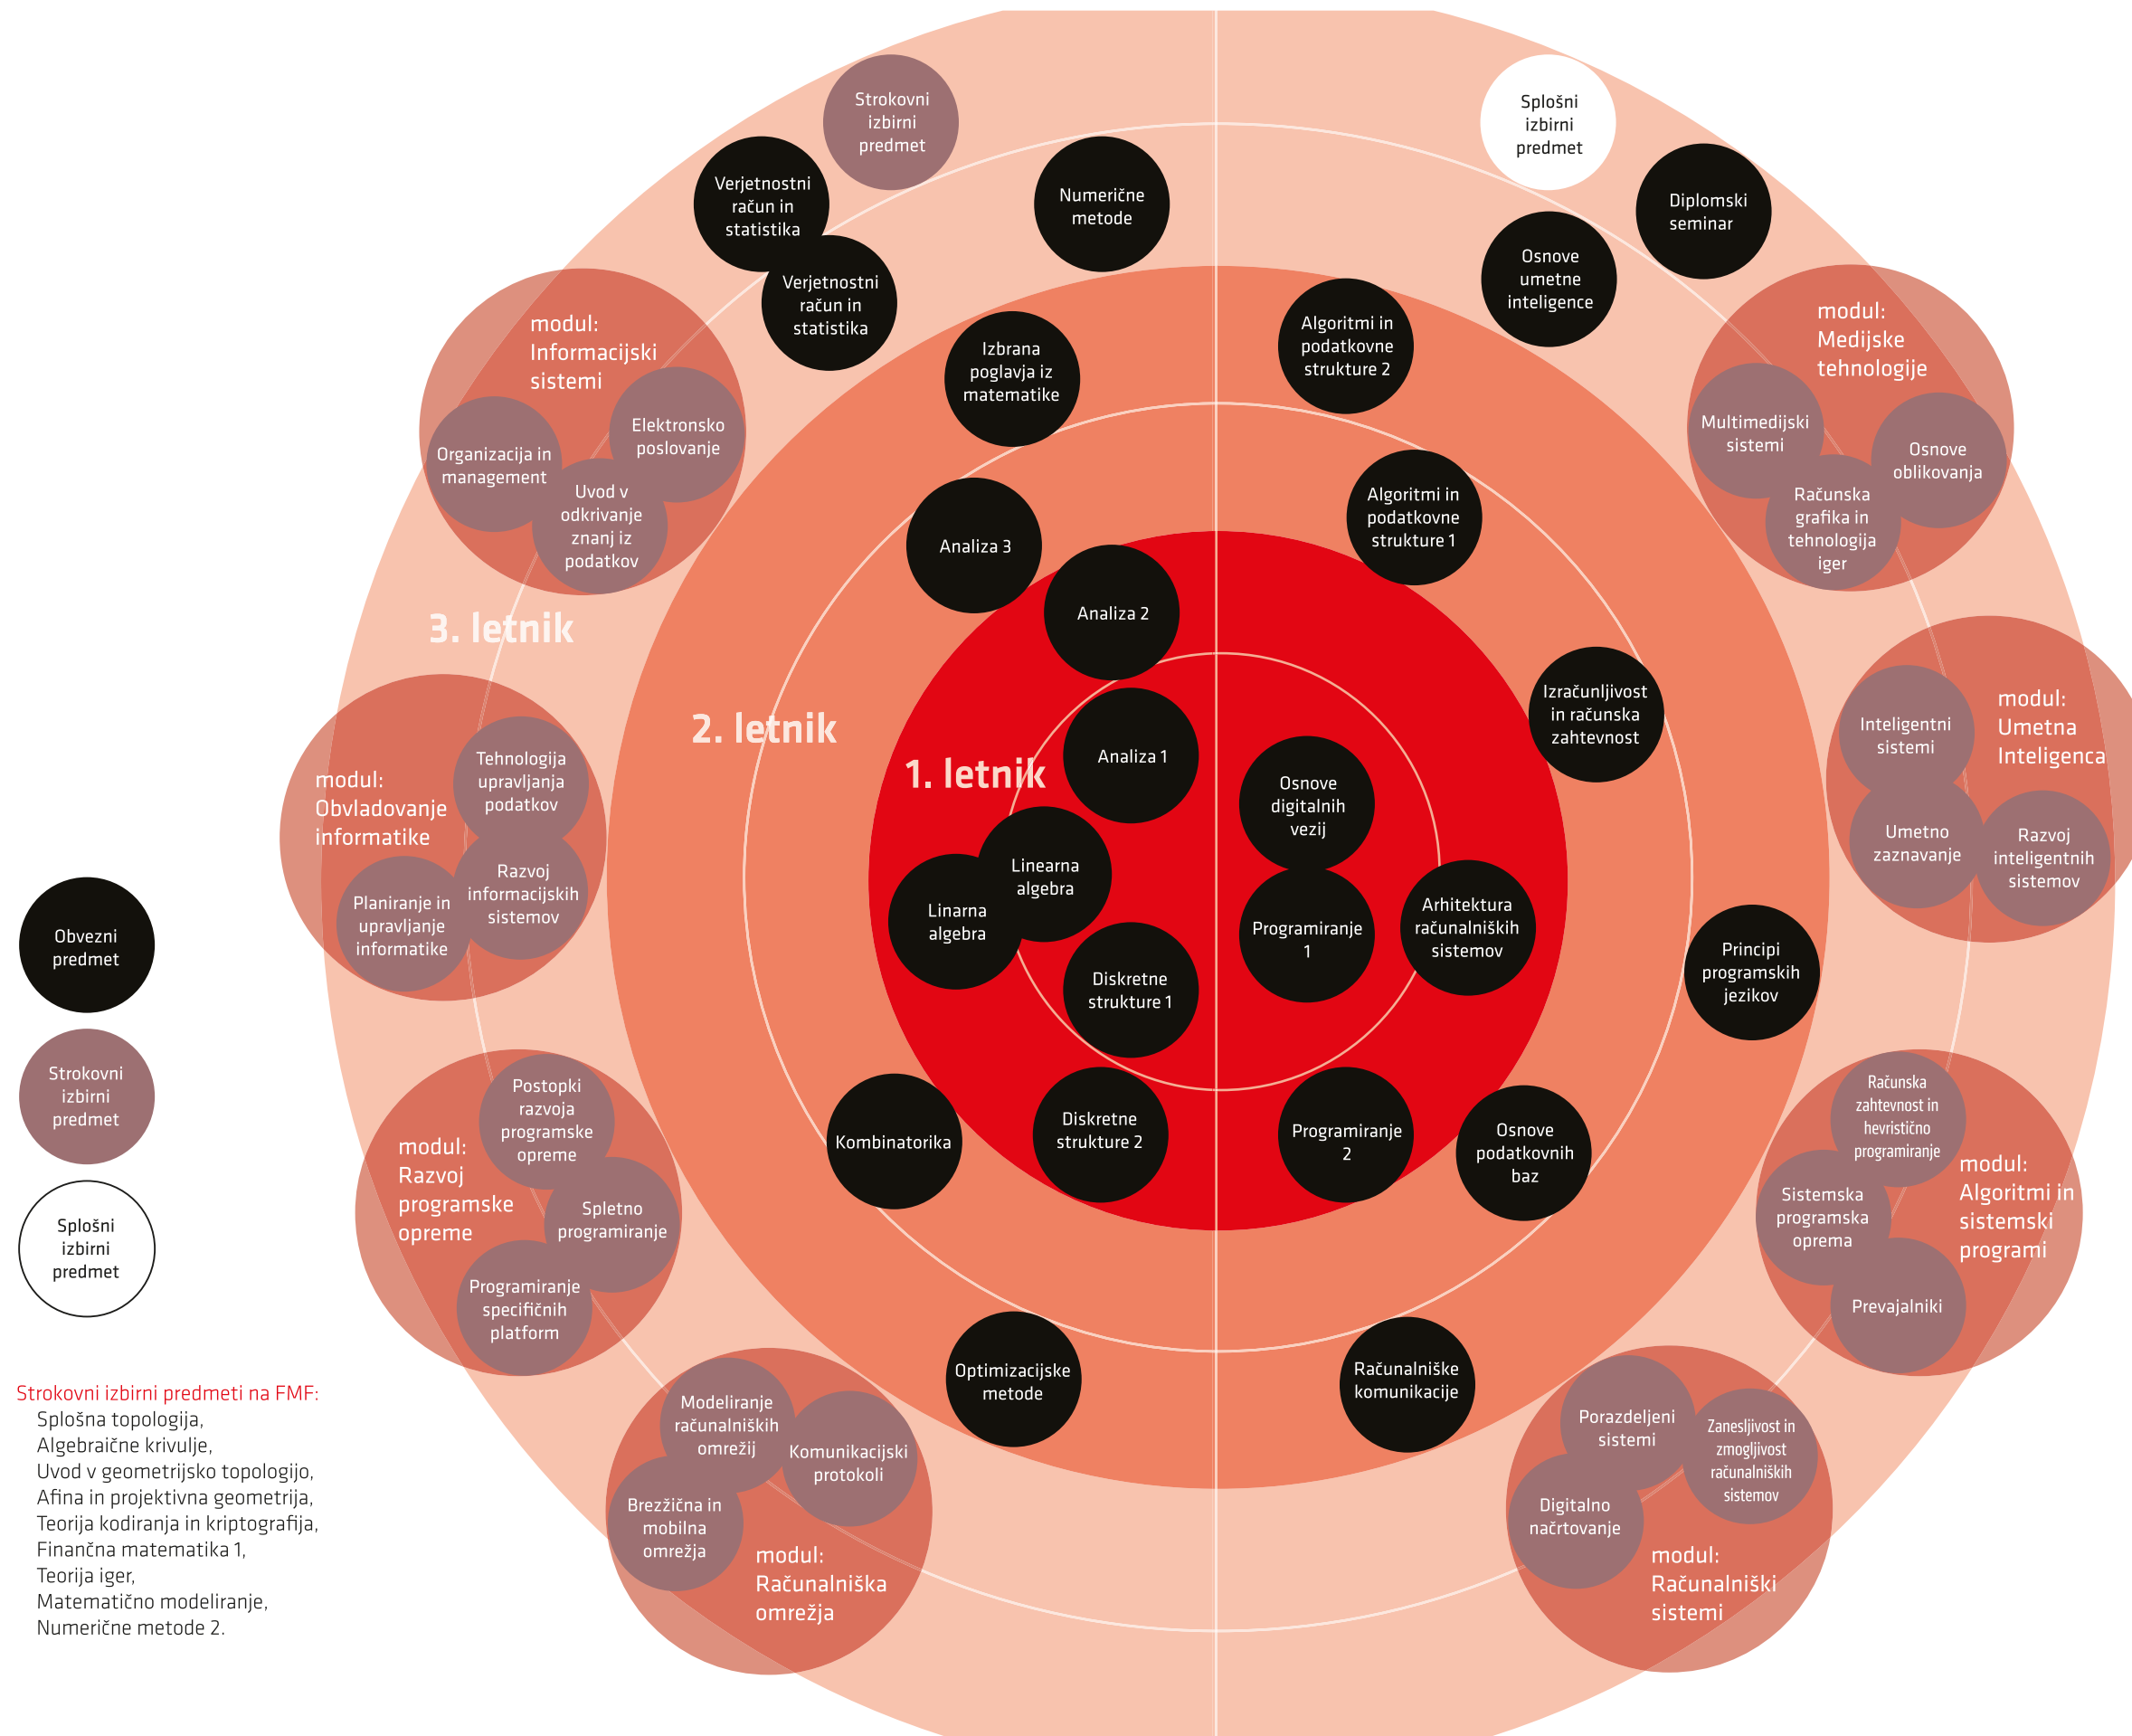 Strokovni
izbirni
predmet
Splošni
izbirni
predmet
Verjetnostni
račun in
statistika
Numerične
metode
Diplomski
seminar
Verjetnostni
račun in
statistika
Osnove
umetne
inteligence
modul:
Informacijski
sistemi
Izbrana
poglavja iz
matematike
Algoritmi in
podatkovne
strukture 2
modul:
Medijske
tehnologije
Organizacija in
management
Elektronsko
poslovanje
Uvod v
odkrivanje
znanj iz
podatkov
Multimedijski
sistemi
Osnove
oblikovanja
Računska
grafika in
tehnologija
iger
Analiza 3
Algoritmi in
podatkovne
strukture 1
Analiza 2
3. letnik
2. letnik
1. letnik
Analiza 1
Izračunljivost
in računska
zahtevnost
Inteligentni
sistemi
modul:
Umetna
Inteligenca
Umetno
zaznavanje
Razvoj
inteligentnih
sistemov
modul:
Obvladovanje
informatike
Tehnologija
upravljanja
podatkov
Razvoj
informacijskih
sistemov
Planiranje in
upravljanje
informatike
Osnove
digitalnih
vezij
Linearna
algebra
Linarna
algebra
Programiranje
1
Arhitektura
računalniških
sistemov
Diskretne
strukture 1
Principi
programskih
jezikov
Obvezni
predmet
Strokovni
izbirni
predmet
Splošni
izbirni
predmet
Kombinatorika
Diskretne
strukture 2
Programiranje
2
Osnove
podatkovnih
baz
modul:
Razvoj
programske
opreme
Postopki
razvoja
programske
opreme
Spletno
programiranje
Programiranje
specifičnih
platform
Računska
zahtevnost in
hevristično
programiranje
Sistemska
programska
oprema
Prevajalniki
modul:
Algoritmi in
sistemski
programi
Optimizacijske
metode
Računalniške
komunikacije
Modeliranje
računalniških
omrežij
Komunikacijski
protokoli
Brezžična in
mobilna
omrežja
modul:
Računalniška
omrežja
Porazdeljeni
sistemi
Zanesljivost in
zmogljivost
računalniških
sistemov
Digitalno
načrtovanje
modul:
Računalniški
sistemi
Strokovni izbirni predmeti na FMF:
Splošna topologija,
Algebraične krivulje,
Uvod v geometrijsko topologijo,
Afina in projektivna geometrija,
Teorija kodiranja in kriptografija,
Finančna matematika 1,
Teorija iger,
Matematično modeliranje,
Numerične metode 2.